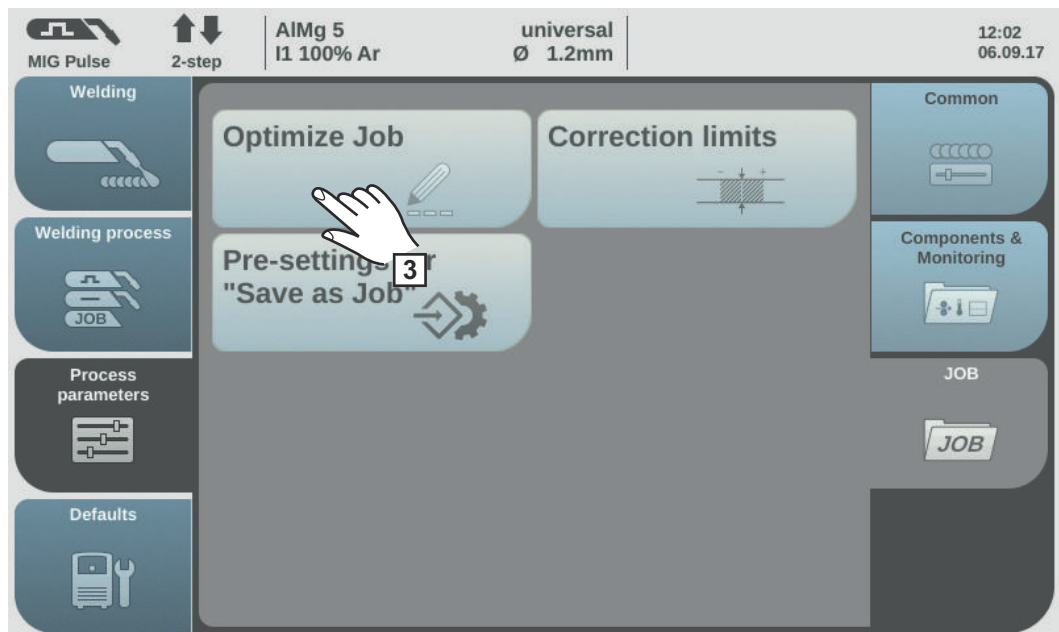 MIG Pulse
2-step
AlMg 5
I1 100% Ar
universal
Ø 1.2mm
12:02
06.09.17
Welding
Welding process
JOB
Process
parameters
Defaults
Optimize Job
Correction limits
- +
Pre-settings
"Save as Job"
3
Common
Components &
Monitoring
JOB
JOB